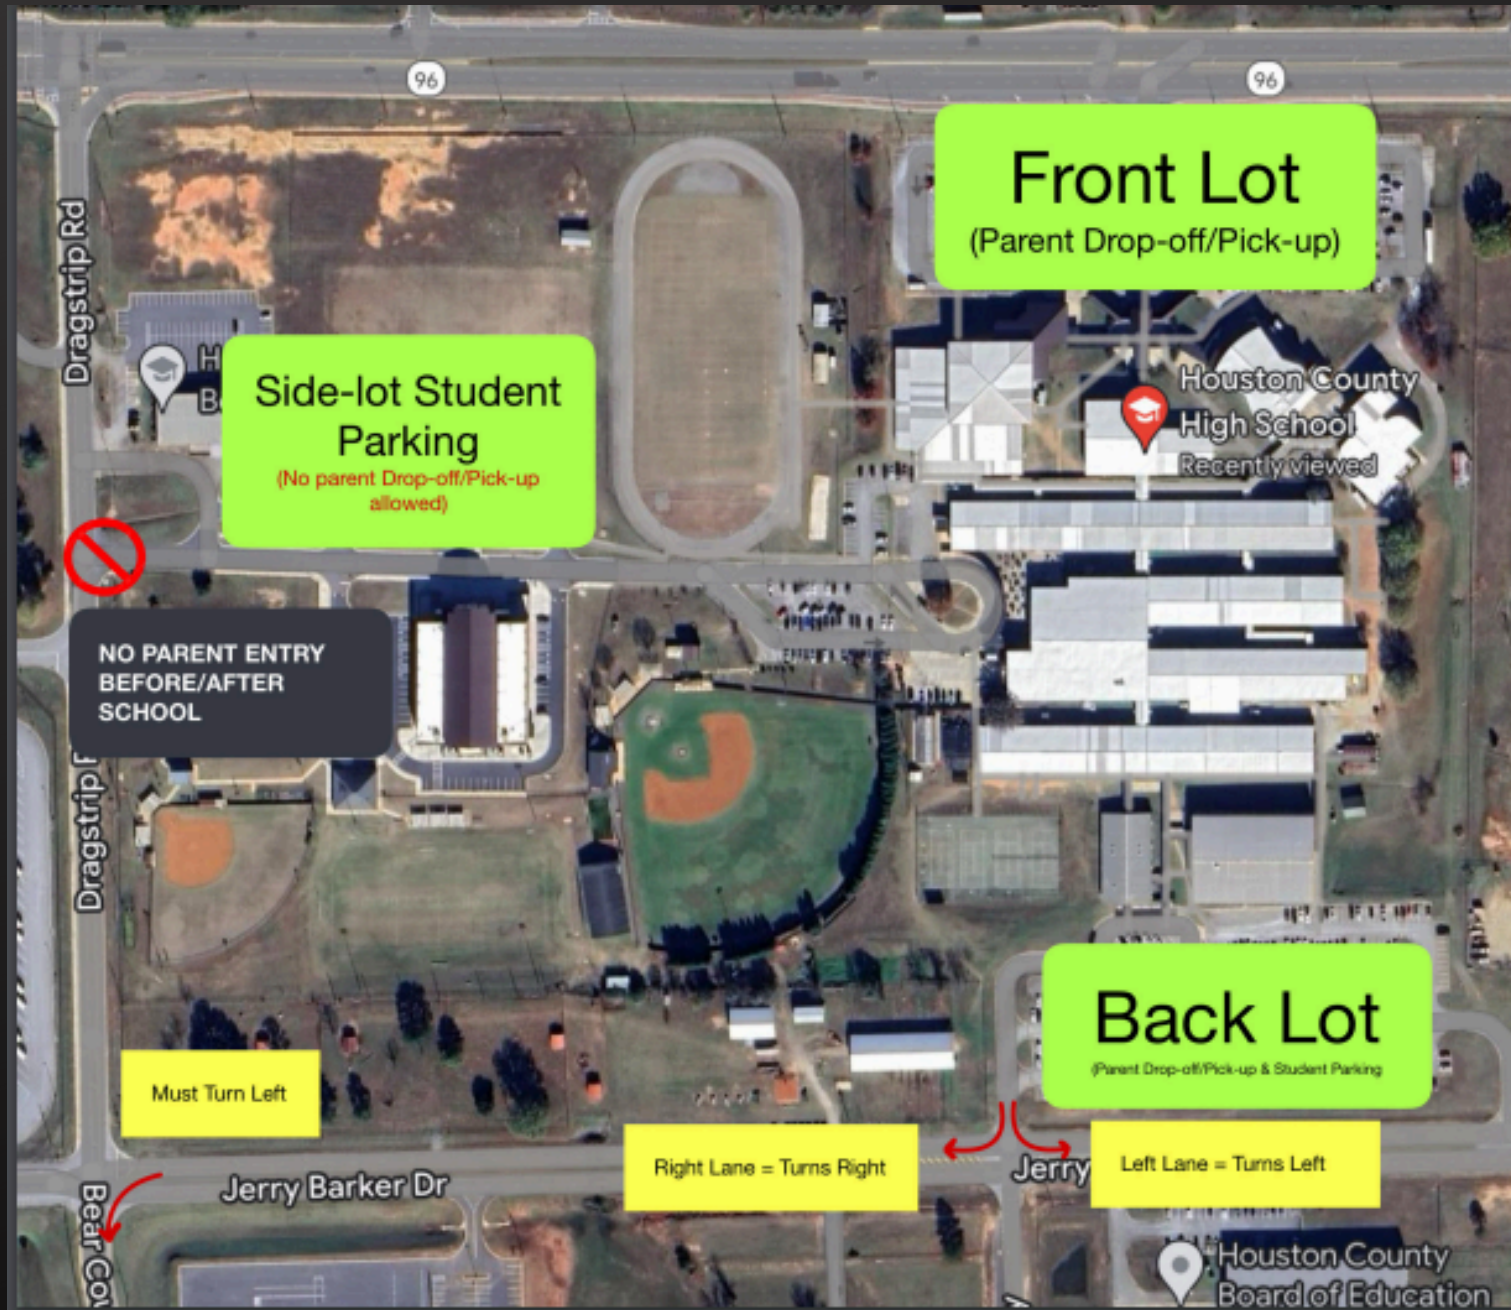 96
96
Front Lot
(Parent Drop-off/Pick-up)
Dragstrip Rd
Side-lot Student
Parking
(No parent Drop-off/Pick-up
allowed)
Houston County
High School
Recently viewed
NO PARENT ENTRY
BEFORE/AFTER
SCHOOL
Dragstrip
Back Lot
(Parent Drop-off/Pick-up & Student Parking
Must Turn Left
Right Lane = Turns Right
Left Lane = Turns Left
Jerry Barker Dr
Jerry
Bear
Houston County
Board of Education